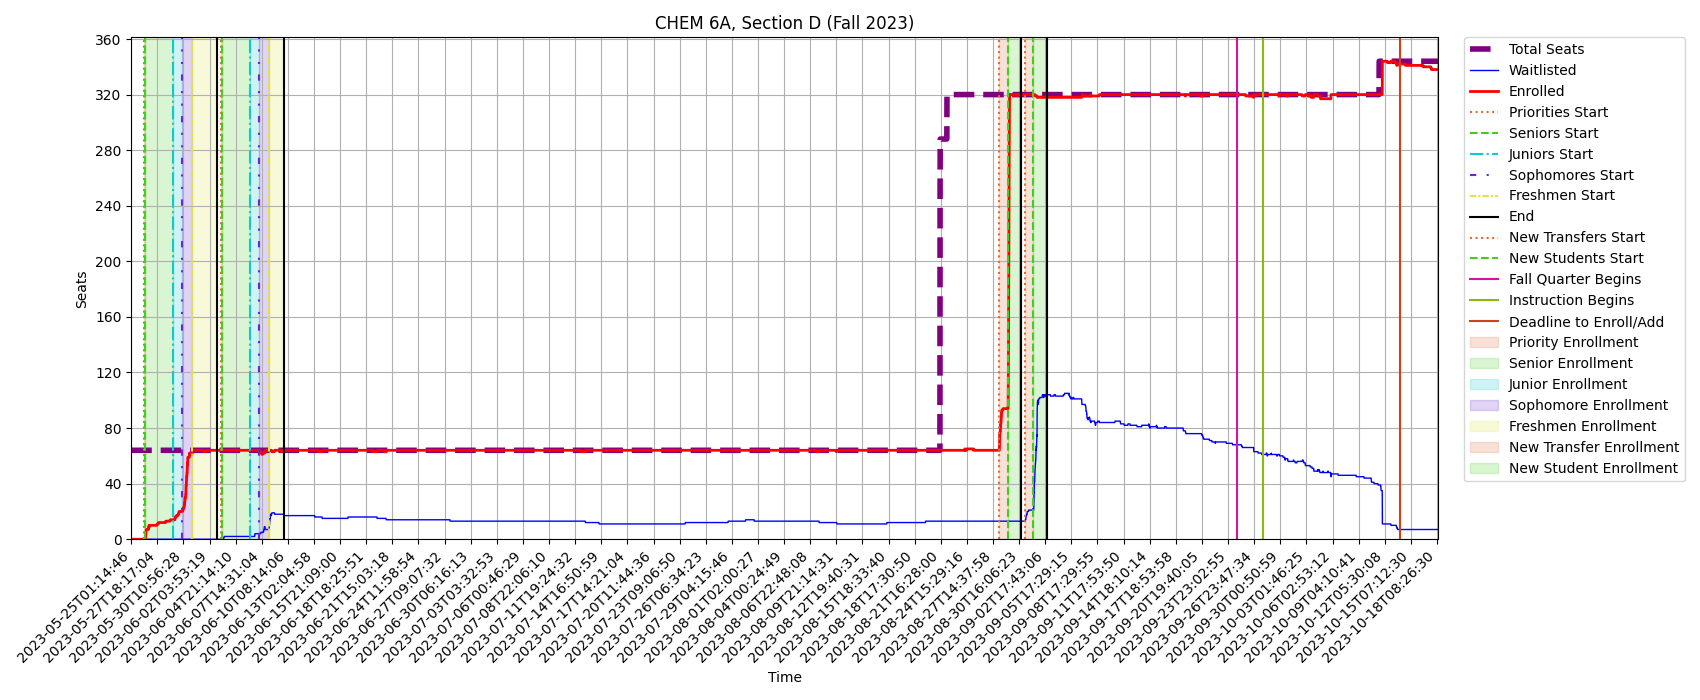 CHEM 6A, Section D (Fall 2023)
360
320
280
240
200
160
120
80
40
0
Seats
2023-05-25T01:14:46
2023-05-27T18:17:04
2023-05-30T10:56:28
2023-06-02T03:53:19
2023-06-04T21:14:10
2023-06-07T14:31:04
2023-06-10T08:14:06
2023-06-13T02:04:58
2023-06-15T21:09:00
2023-06-18T18:25:51
2023-06-21T15:03:18
2023-06-24T11:58:54
2023-06-27T09:07:32
2023-06-30T06:16:13
2023-07-03T03:32:53
2023-07-06T00:46:29
2023-07-08T22:06:10
2023-07-11T19:24:32
2023-07-14T16:50:59
2023-07-17T14:21:04
2023-07-20T11:44:36
2023-07-23T09:06:50
2023-07-26T06:34:23
2023-07-29T04:15:46
2023-08-01T02:00:27
2023-08-04T00:24:49
2023-08-06T22:48:08
2023-08-09T21:14:31
2023-08-12T19:40:31
2023-08-15T18:33:40
2023-08-18T17:30:50
2023-08-21T16:28:00
2023-08-24T15:29:16
2023-08-27T14:37:58
2023-08-30T16:06:23
2023-09-02T17:43:06
2023-09-05T17:29:15
2023-09-08T17:29:55
2023-09-11T17:53:50
2023-09-14T18:10:14
2023-09-17T18:53:58
2023-09-20T19:40:05
2023-09-23T23:02:55
2023-09-26T23:47:34
2023-09-30T00:50:59
2023-10-03T01:46:25
2023-10-06T02:53:12
2023-10-09T04:10:41
2023-10-12T05:30:08
2023-10-15T07:12:30
2023-10-18T08:26:30
Time
Total Seats
Waitlisted
Enrolled
Priorities Start
Seniors Start
Juniors Start
Sophomores Start
Freshmen Start
End
New Transfers Start
New Students Start
Fall Quarter Begins
Instruction Begins
Deadline to Enroll/Add
Priority Enrollment
Senior Enrollment
Junior Enrollment
Sophomore Enrollment
Freshmen Enrollment
New Transfer Enrollment
New Student Enrollment